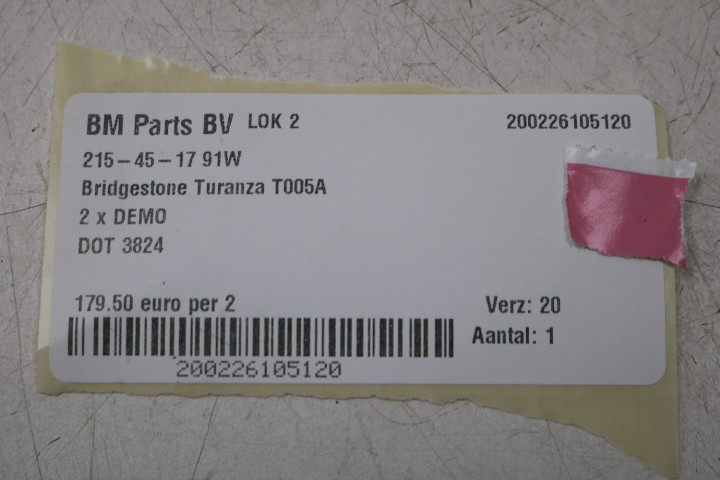 BM Parts BV LOK 2 200226105120
215-45-17 91W
Bridgestone Turanza T005A
2 x DEMO
DOT 3824
179.50 euro per 2 Verz: 20
Aantal: 1
200226105120